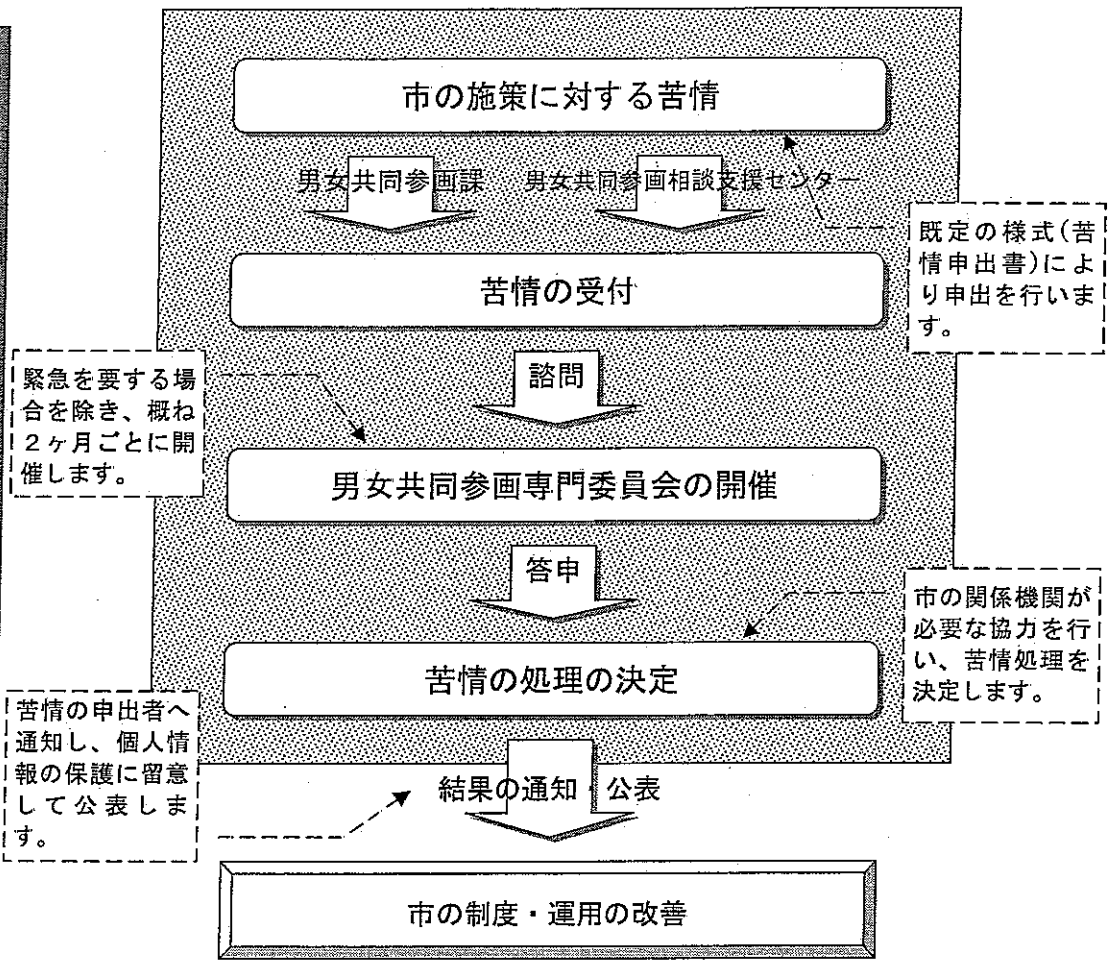 市の施策に対する苦情
男女共同参画課
男女共同参画相談支援センター
既定の様式(苦
情申出書)によ
り申出を行いま
す。
苦情の受付
諮問
緊急を要する場
合を除き、概ね
2ヶ月ごとに開
催します。
男女共同参画専門委員会の開催
答申
市の関係機関が
必要な協力を行
い、苦情処理を
決定します。
苦情の処理の決定
苦情の申出者へ
通知し、個人情
報の保護に留意
して公表しま
す。
結果の通知・公表
市の制度・運用の改善